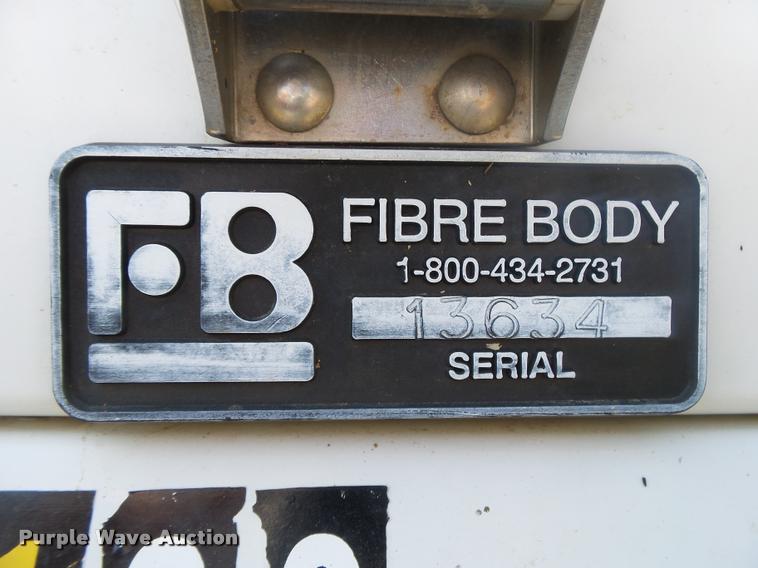 FB
FIBRE BODY
1-800-434-2731
13634
SERIAL
Purple Wave Auction